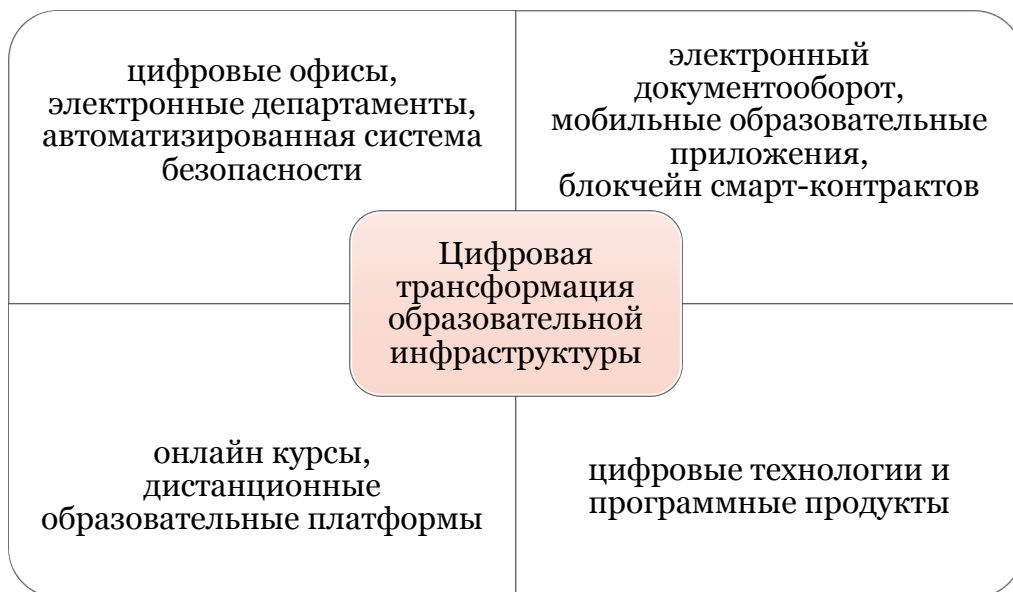 цифровые офисы,
электронные департаменты,
автоматизированная система
безопасности
электронный
документооборот,
мобильные образовательные
приложения,
блокчейн смарт-контрактов
Цифровая
трансформация
образовательной
инфраструктуры
онлайн курсы,
дистанционные
образовательные платформы
цифровые технологии и
программные продукты